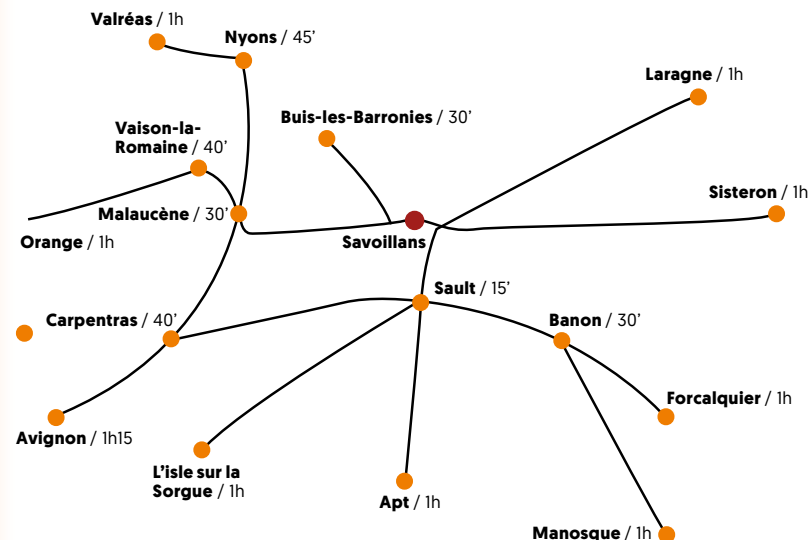 Valréas / 1h
Nyons / 45'
Laragne / 1h
Buis-les-Barronies / 30'
Vaison-la-
Romaine / 40'
Sisteron / 1h
Malaucène / 30'
Orange / 1h
Savoillans
Sault / 15'
Carpentras / 40'
Banon / 30'
Forcalquier / 1h
Avignon / 1h15
L'isle sur la
Sorgue / 1h
Apt / 1h
Manosque / 1h